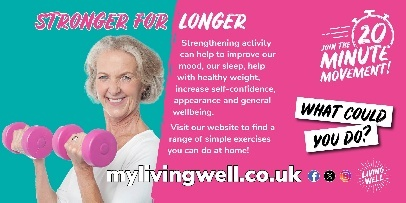 STRONGER FOR LONGER
Strengthening activity
can help to improve our
mood, our sleep, help
with healthy weight,
increase self-confidence,
appearance and general
wellbeing.
Visit our website to find a
range of simple exercises
you can do at home!
mylivingwell.co.uk
JOIN THE
20
MINUTE
MOVEMENT!
WHAT COULD
YOU DO?
LIVING
WELL